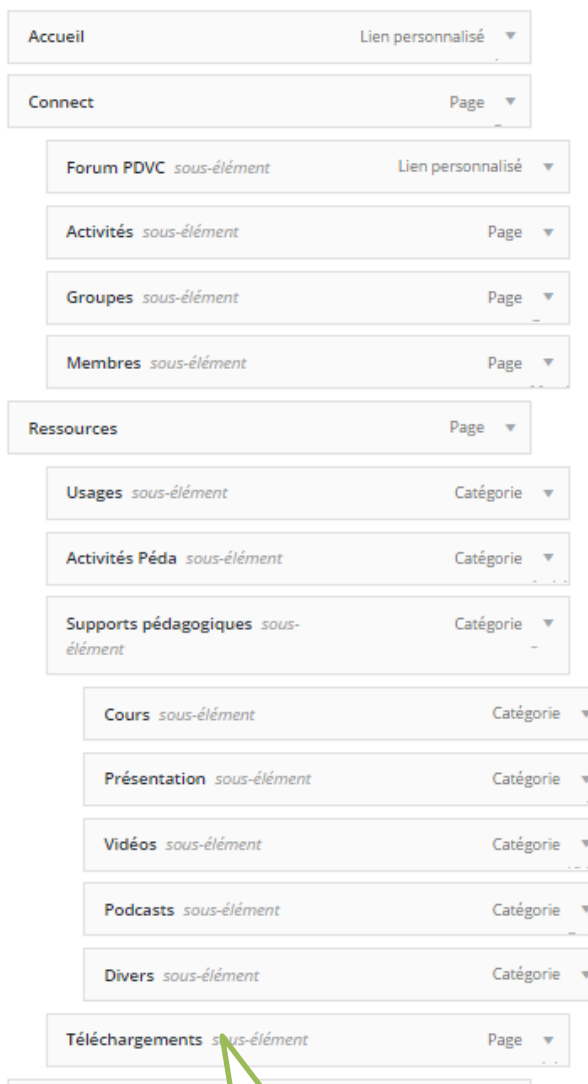 Accueil Lien personnalisé
Connect Page
Forum PDVC sous-élément Lien personnalisé
Activités sous-élément Page
Groupes sous-élément Page
Membres sous-élément Page
Ressources Page
Usages sous-élément Catégorie
Activités Péda sous-élément Catégorie
Supports pédagogiques sous- Catégorie
élément
Cours sous-élément Catégorie
Présentation sous-élément Catégorie
Vidéos sous-élément Catégorie
Podcasts sous-élément Catégorie
Divers sous-élément Catégorie
Téléchargements sous-élément Page